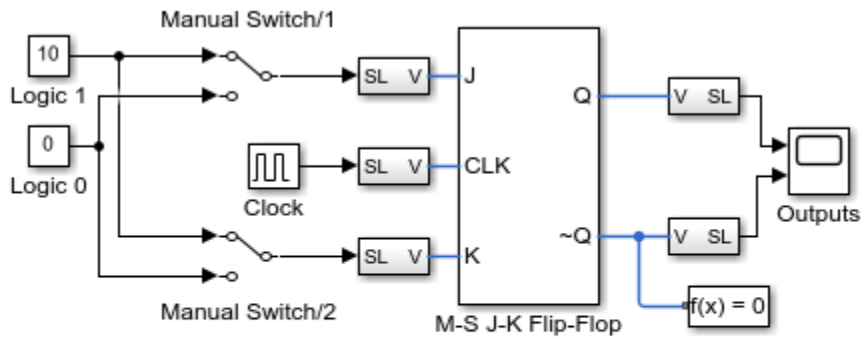 Manual Switch/1
10
Logic 1
SL V
J
Q
V SL
0
Logic 0
Clock
SL V
CLK
Outputs
SL V
K
~Q
V SL
f(x) = 0
Manual Switch/2
M-S J-K Flip-Flop